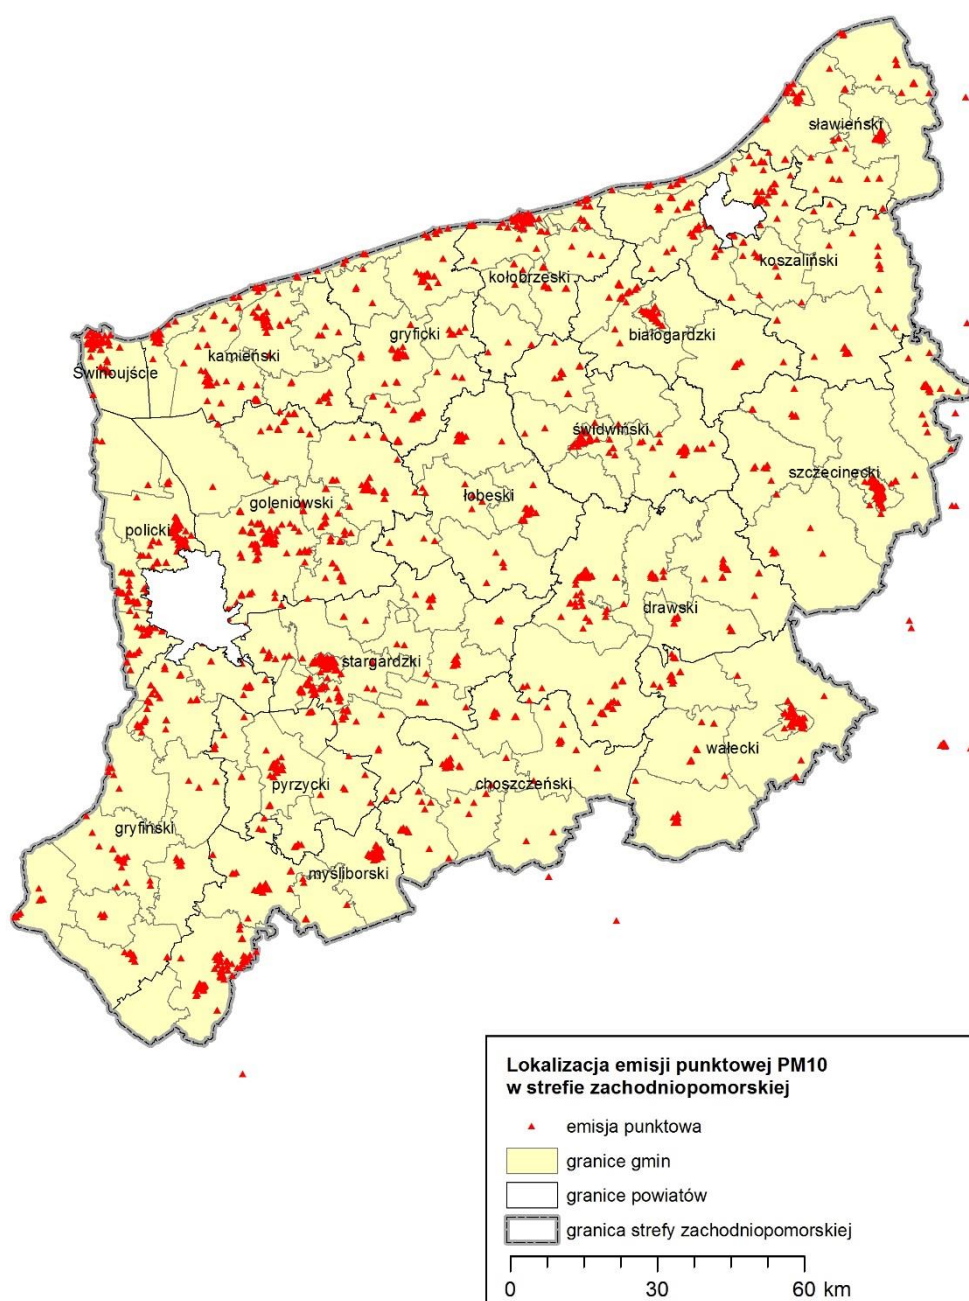 sławieński
koszaliński
kołobrzeski
białogardzki
gryficki
kamieński
Świnoujście
świdwiński
szczecinecki
łobeski
goleniowski
policki
drawski
stargardzki
wałecki
choszczeński
pyrzycki
gryfiński
myśliborski
Lokalizacja emisji punktowej PM10
w strefie zachodniopomorskiej
emisja punktowa
granice gmin
granice powiatów
granica strefy zachodniopomorskiej
0 30 60 km